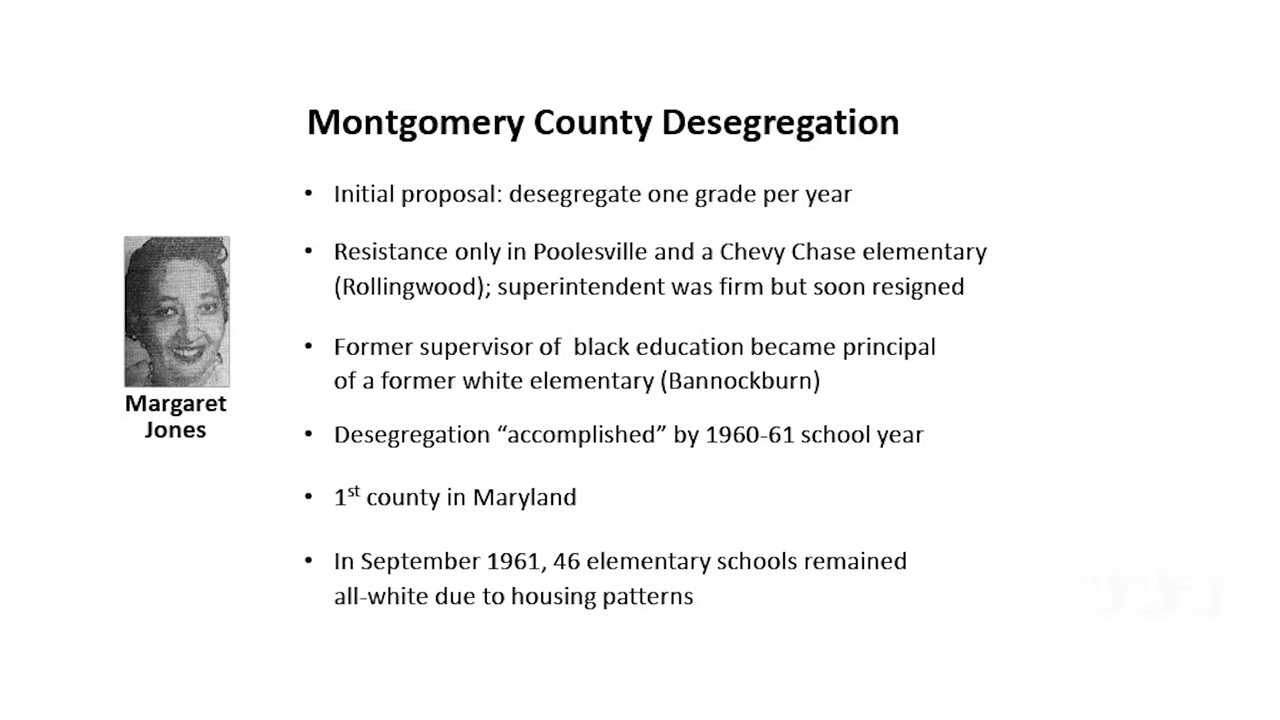 Montgomery County Desegregation
• Initial proposal: desegregate one grade per year
• Resistance only in Poolesville and a Chevy Chase elementary
(Rollingwood); superintendent was firm but soon resigned
• Former supervisor of black education became principal
of a former white elementary (Bannockburn)
• Desegregation “accomplished” by 1960-61 school year
• 1st county in Maryland
• In September 1961, 46 elementary schools remained
all-white due to housing patterns
Margaret
Jones